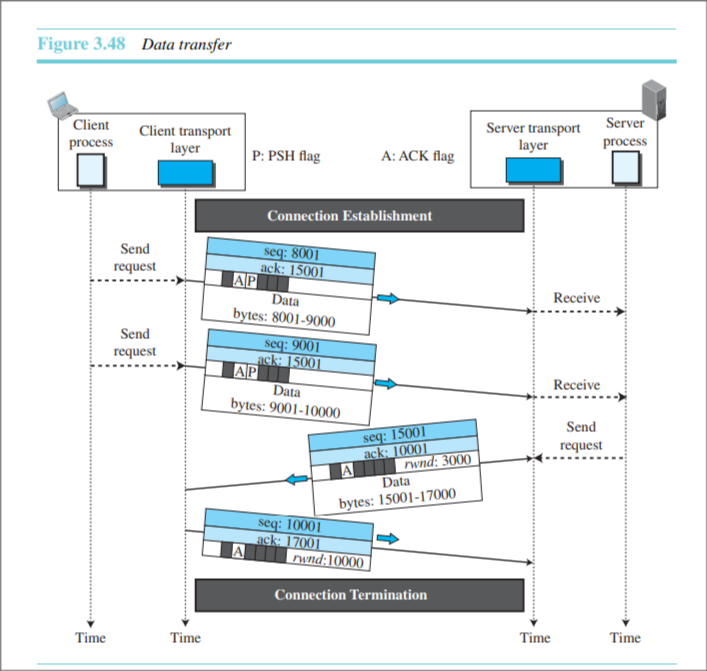 Figure 3.48 Data transfer
Client
process
Client transport
layer
P: PSH flag
A: ACK flag
Server transport
layer
Server
process
Connection Establishment
Send
request
seq: 8001
ack: 15001
A P
Data
bytes: 8001-9000
Receive
Send
request
seq: 9001
ack: 15001
A P
Data
bytes: 9001-10000
Receive
Send
request
seq: 15001
ack: 10001
A
rwnd: 3000
Data
bytes: 15001-17000
seq: 10001
ack: 17001
A
rwnd:10000
Connection Termination
Time
Time
Time
Time